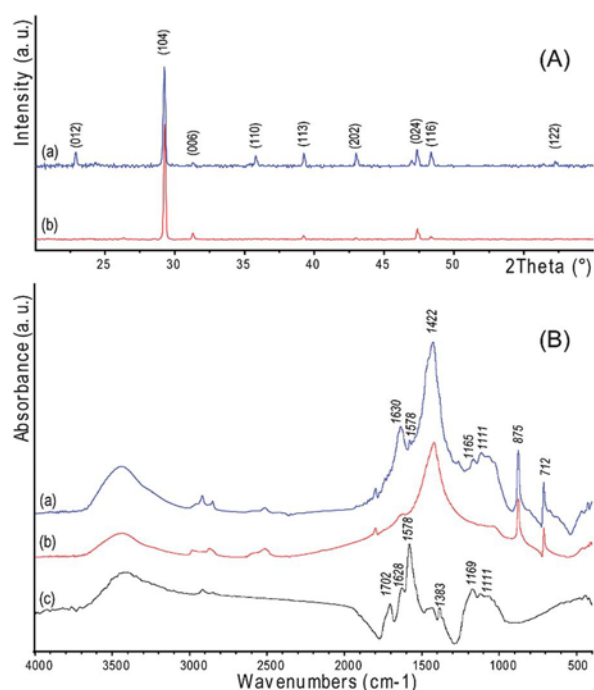 (A)
Intensity (a. u.)
(012)
(104)
(006)
(110)
(113)
(202)
(024)
(116)
(122)
(a)
(b)
25 30 35 40 45 50
2Theta (°)
(B)
Absorbance (a. u.)
1422
1630
1578
1165
1111
875
712
(a)
(b)
1578
1702
1628
1383
1169
1111
(c)
4000 3500 3000 2500 2000 1500 1000 500
Wavenumbers (cm-1)